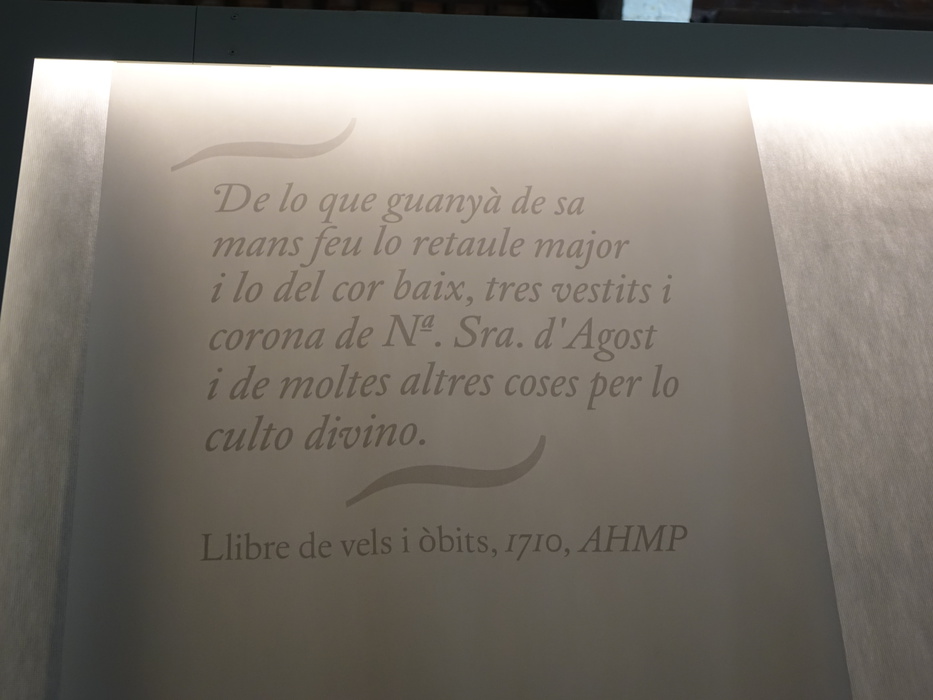 De lo que guanyà de sa
mans feu lo retaule major
i lo del cor baix, tres vestits i
corona de Nª. Sra. d'Agost
i de moltes altres coses per lo
culto divino.
Llibre de vels i òbits, 1710, AHMP